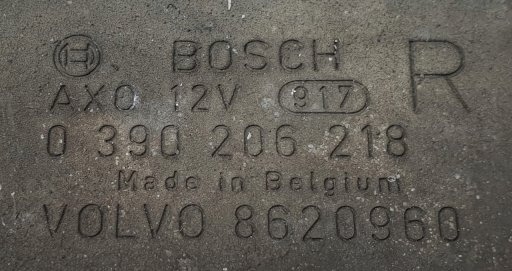 BOSCH R
AXO 12V 917
0 390 206 218
Made in Belgium
VOLVO 8620960